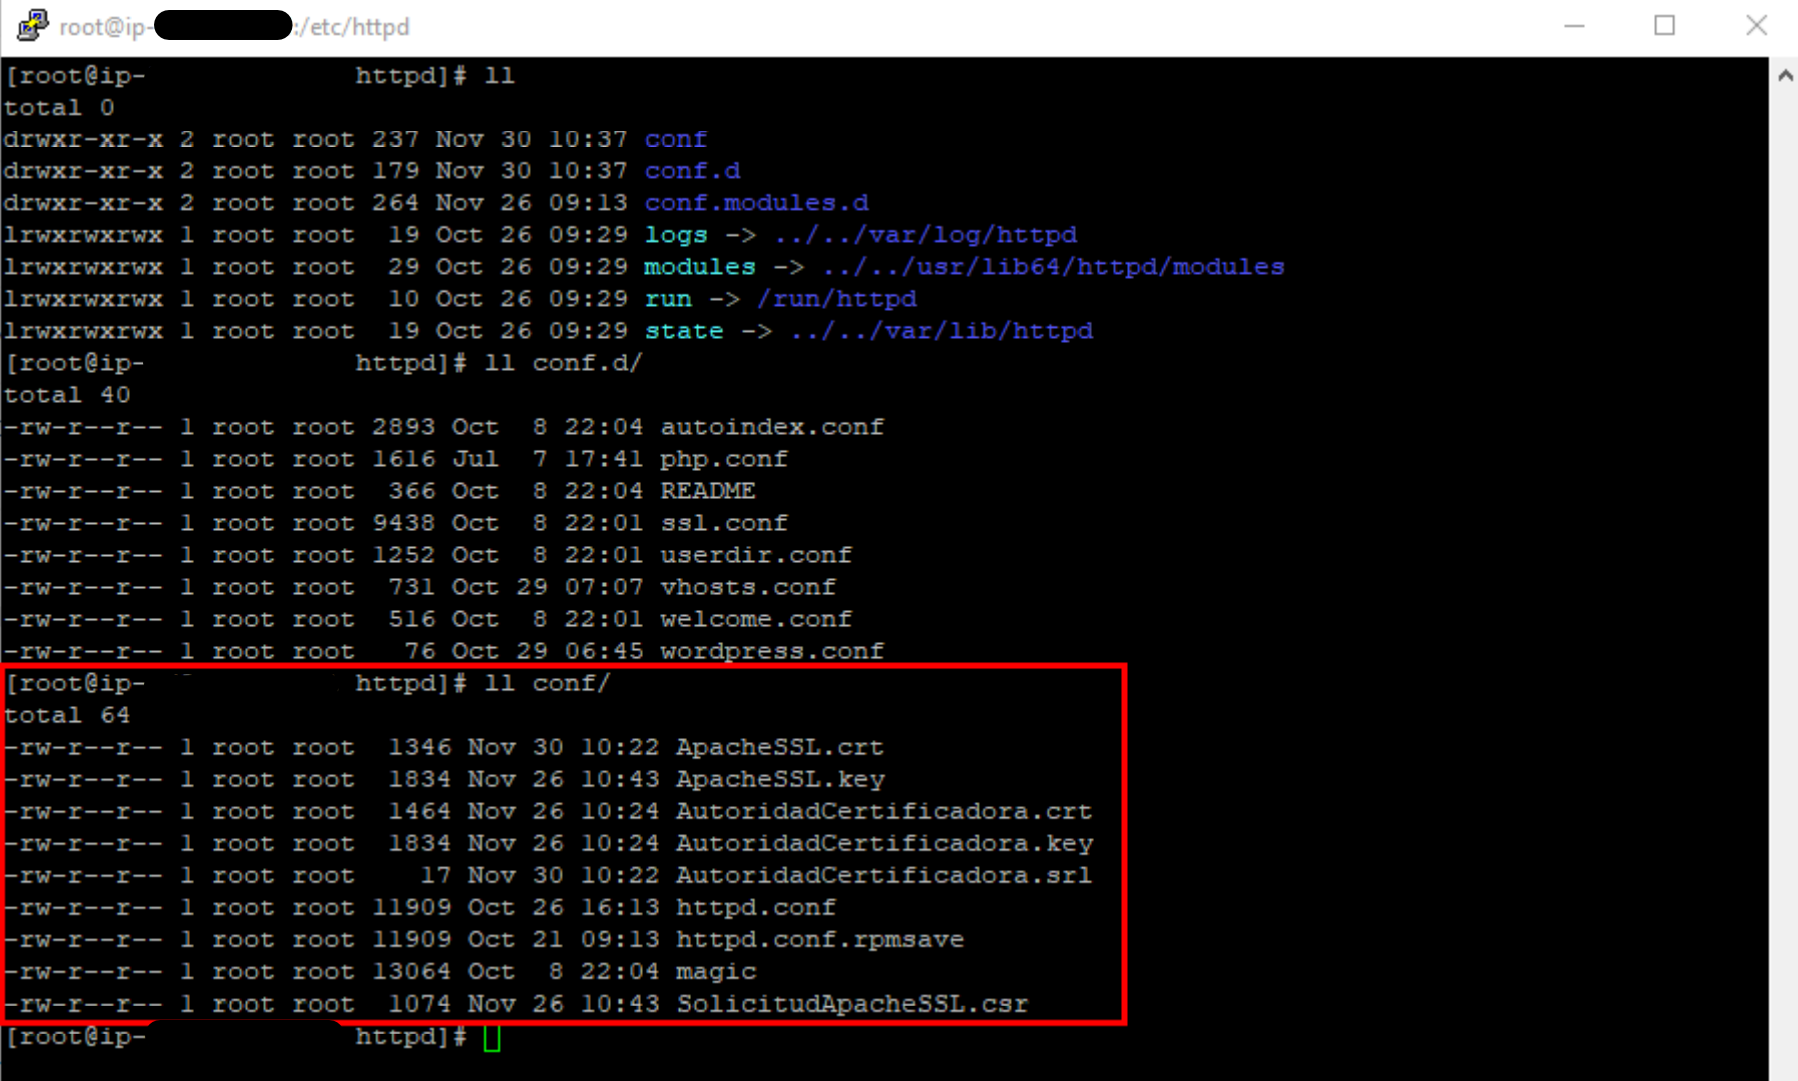 root@ip- :/etc/httpd
[root@ip- httpd]# ll
total 0
drwxr-xr-x 2 root root 237 Nov 30 10:37 conf
drwxr-xr-x 2 root root 179 Nov 30 10:37 conf.d
drwxr-xr-x 2 root root 264 Nov 26 09:13 conf.modules.d
lrwxrwxrwx 1 root root  19 Oct 26 09:29 logs -> ../../var/log/httpd
lrwxrwxrwx 1 root root  29 Oct 26 09:29 modules -> ../../usr/lib64/httpd/modules
lrwxrwxrwx 1 root root  10 Oct 26 09:29 run -> /run/httpd
lrwxrwxrwx 1 root root  19 Oct 26 09:29 state -> ../../var/lib/httpd
[root@ip- httpd]# ll conf.d/
total 40
-rw-r--r-- 1 root root 2893 Oct  8 22:04 autoindex.conf
-rw-r--r-- 1 root root 1616 Jul  7 17:41 php.conf
-rw-r--r-- 1 root root  366 Oct  8 22:04 README
-rw-r--r-- 1 root root 9438 Oct  8 22:01 ssl.conf
-rw-r--r-- 1 root root 1252 Oct  8 22:01 userdir.conf
-rw-r--r-- 1 root root  731 Oct 29 07:07 vhosts.conf
-rw-r--r-- 1 root root  516 Oct  8 22:01 welcome.conf
-rw-r--r-- 1 root root   76 Oct 29 06:45 wordpress.conf
[root@ip- httpd]# ll conf/
total 64
-rw-r--r-- 1 root root  1346 Nov 30 10:22 ApacheSSL.crt
-rw-r--r-- 1 root root  1834 Nov 26 10:43 ApacheSSL.key
-rw-r--r-- 1 root root  1464 Nov 26 10:24 AutoridadCertificadora.crt
-rw-r--r-- 1 root root  1834 Nov 26 10:24 AutoridadCertificadora.key
-rw-r--r-- 1 root root    17 Nov 30 10:22 AutoridadCertificadora.srl
-rw-r--r-- 1 root root 11909 Oct 26 16:13 httpd.conf
-rw-r--r-- 1 root root 11909 Oct 21 09:13 httpd.conf.rpmsave
-rw-r--r-- 1 root root 13064 Oct  8 22:04 magic
-rw-r--r-- 1 root root  1074 Nov 26 10:43 SolicitudApacheSSL.csr
[root@ip- httpd]#